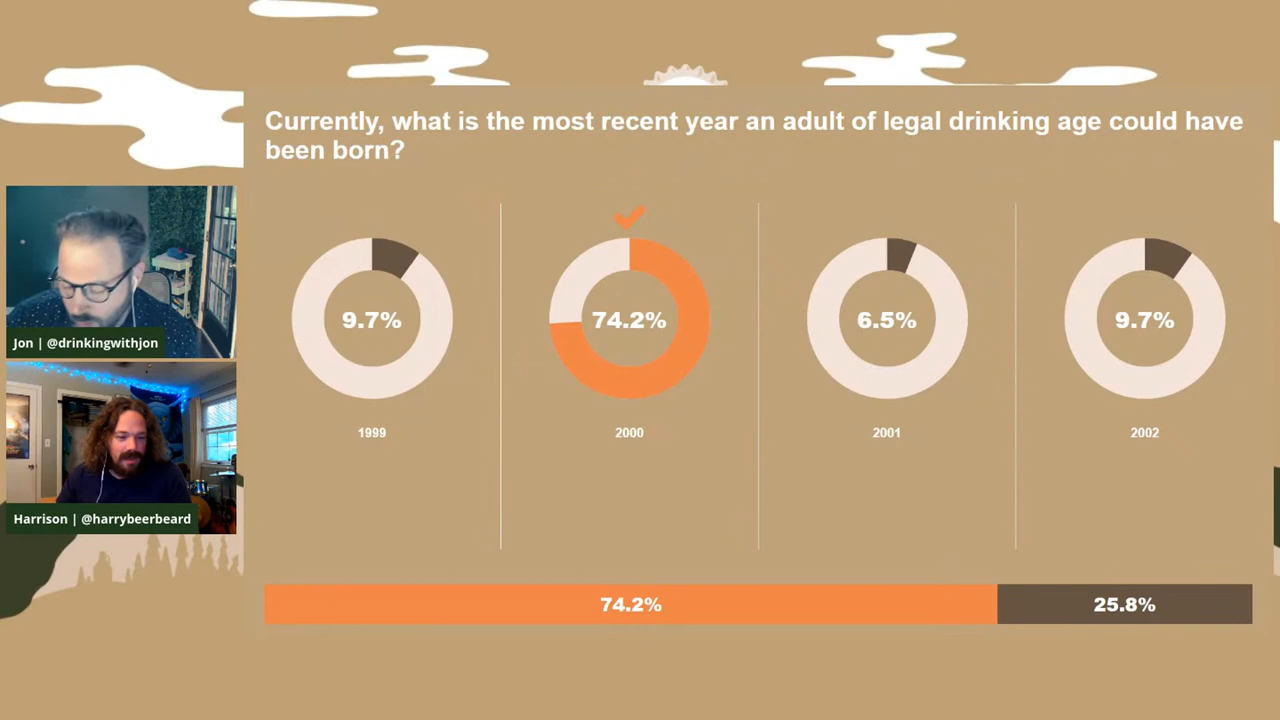 Currently, what is the most recent year an adult of legal drinking age could have
been born?
9.7%
74.2%
6.5%
9.7%
1999
2000
2001
2002
Jon | @drinkingwithjon
Harrison | @harrybeerbeard
74.2%
25.8%